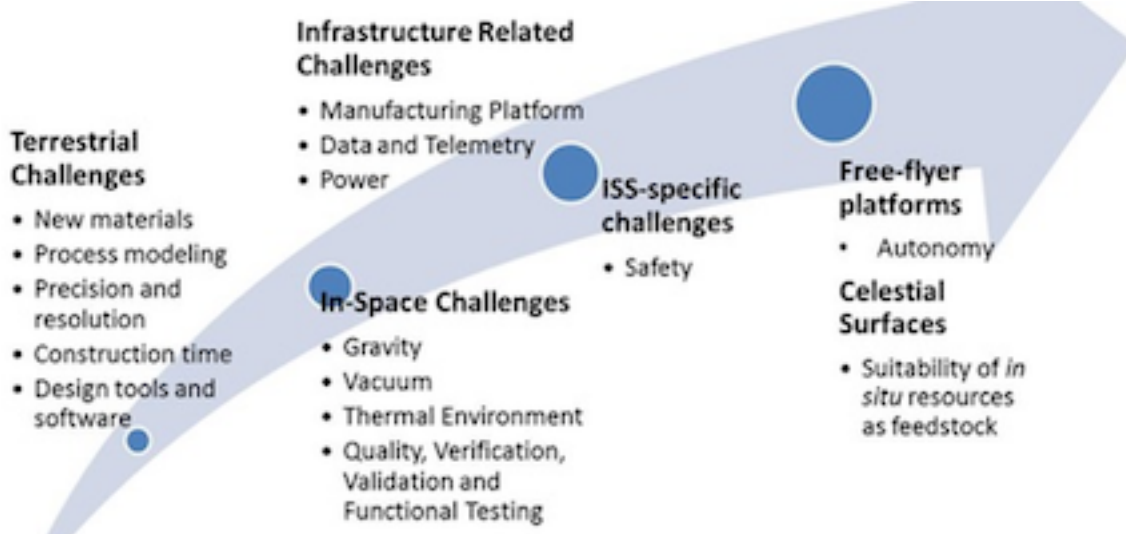 Terrestrial
Challenges
• New materials
• Process modeling
• Precision and
resolution
• Construction time
• Design tools and
software
Infrastructure Related
Challenges
• Manufacturing Platform
• Data and Telemetry
• Power
In-Space Challenges
• Gravity
• Vacuum
• Thermal Environment
• Quality, Verification,
Validation and
Functional Testing
ISS-specific
challenges
• Safety
Free-flyer
platforms
• Autonomy
Celestial
Surfaces
• Suitability of in
situ resources
as feedstock